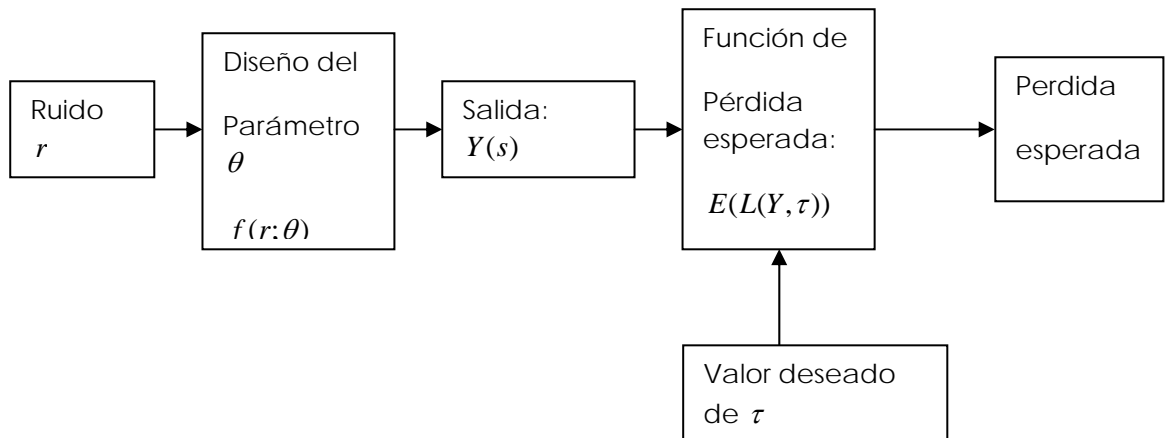 Ruido
r
Diseño del
Parámetro
θ
f(r;θ)
Salida:
Y(s)
Función de
Pérdida
esperada:
E(L(Y,τ))
Perdida
esperada
Valor deseado
de τ